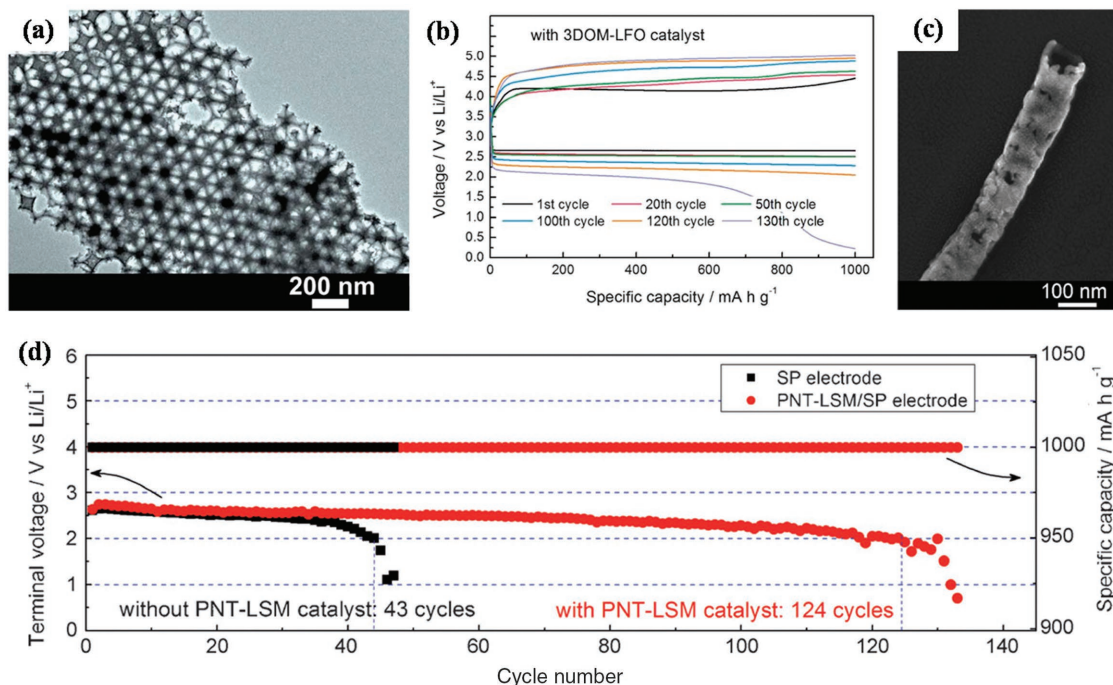 (a)
200 nm
(b)
with 3DOM-LFO catalyst
5.0
4.5
4.0
3.5
3.0
2.5
2.0
1.5
1.0
0.5
0.0
Voltage / V vs Li/Li⁺
1st cycle 20th cycle 50th cycle
100th cycle 120th cycle 130th cycle
0 200 400 600 800 1000
Specific capacity / mA h g⁻¹
(c)
100 nm
(d)
6
5
4
3
2
1
0
Terminal voltage / V vs Li/Li⁺
SP electrode
PNT-LSM/SP electrode
without PNT-LSM catalyst: 43 cycles
with PNT-LSM catalyst: 124 cycles
1050
1000
950
900
Specific capacity / mA h g⁻¹
0 20 40 60 80 100 120 140
Cycle number